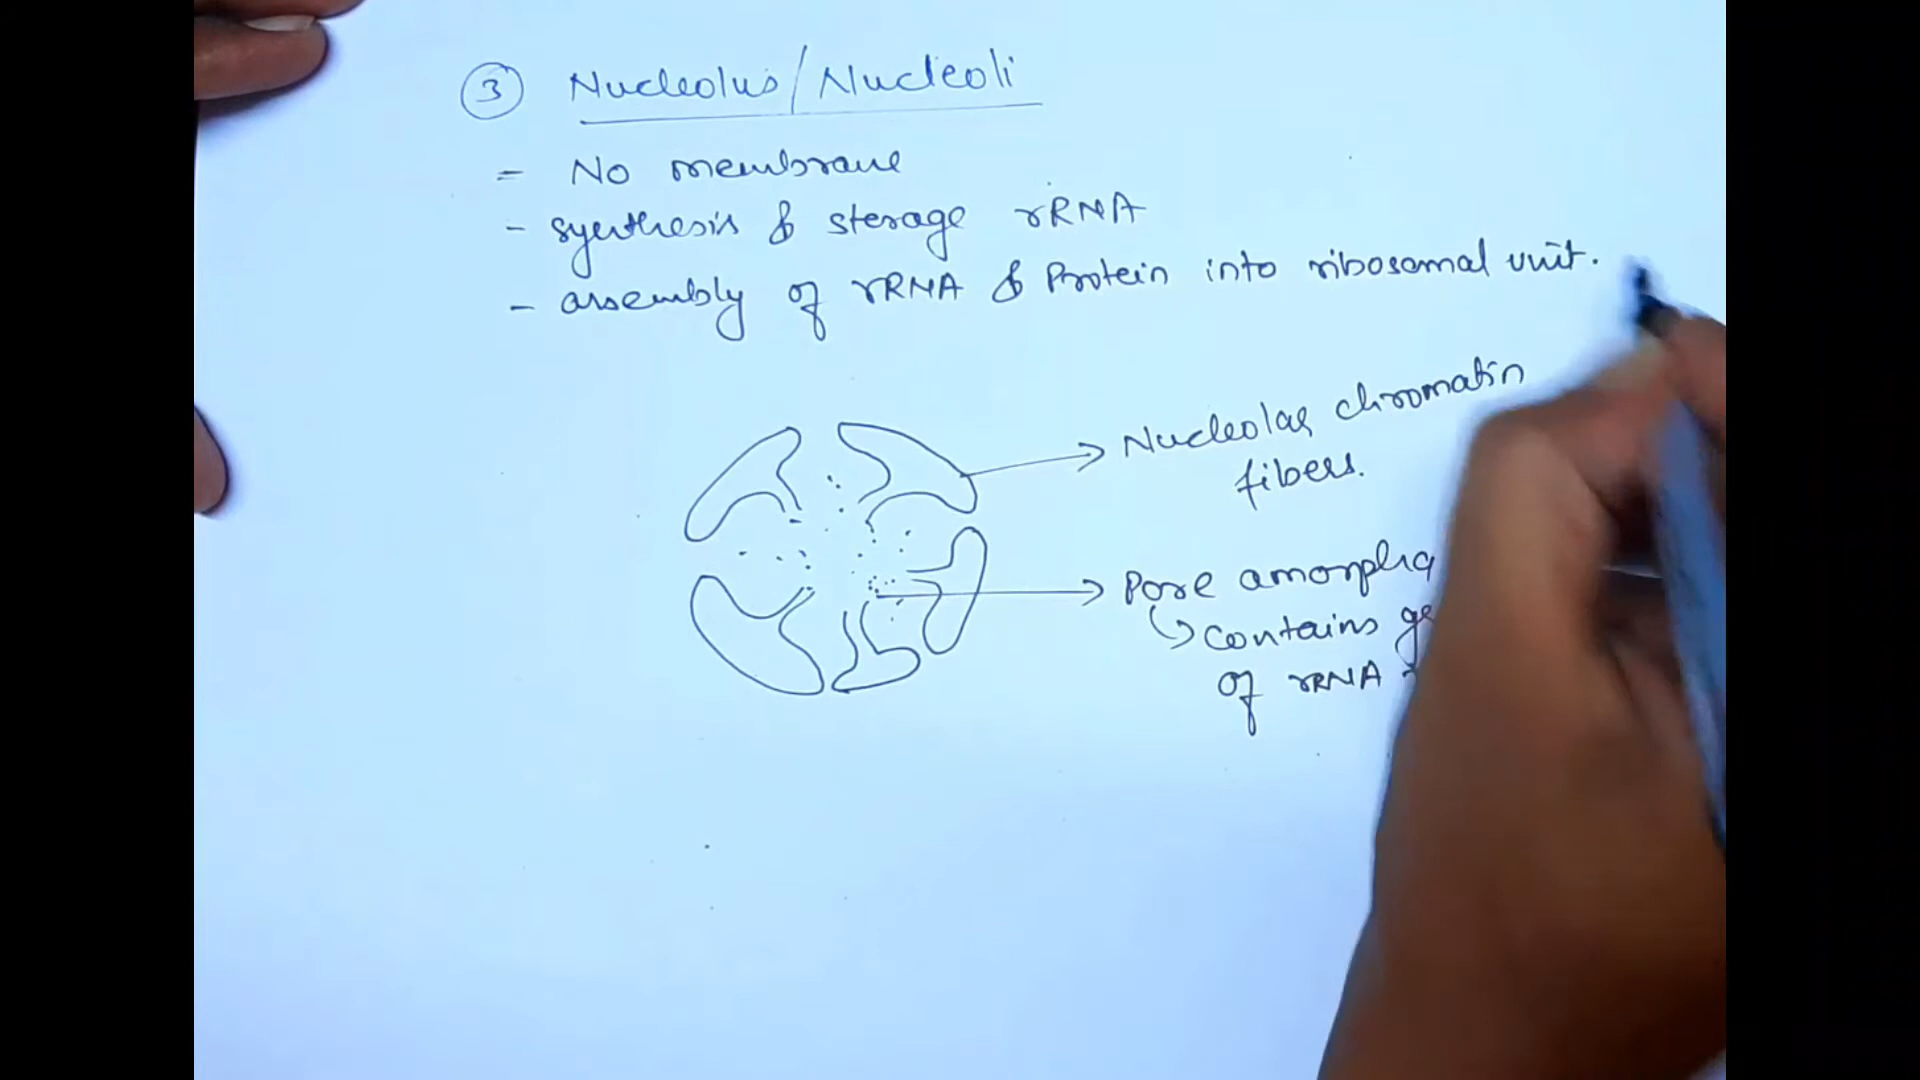 ③ Nucleolus/Nucleoli
- No membrane
- synthesis & storage rRNA
- assembly of rRNA & Protein into ribosomal unit.
→ Nucleolar chromatin
fibers.
→ Pore
contains
of rRNA